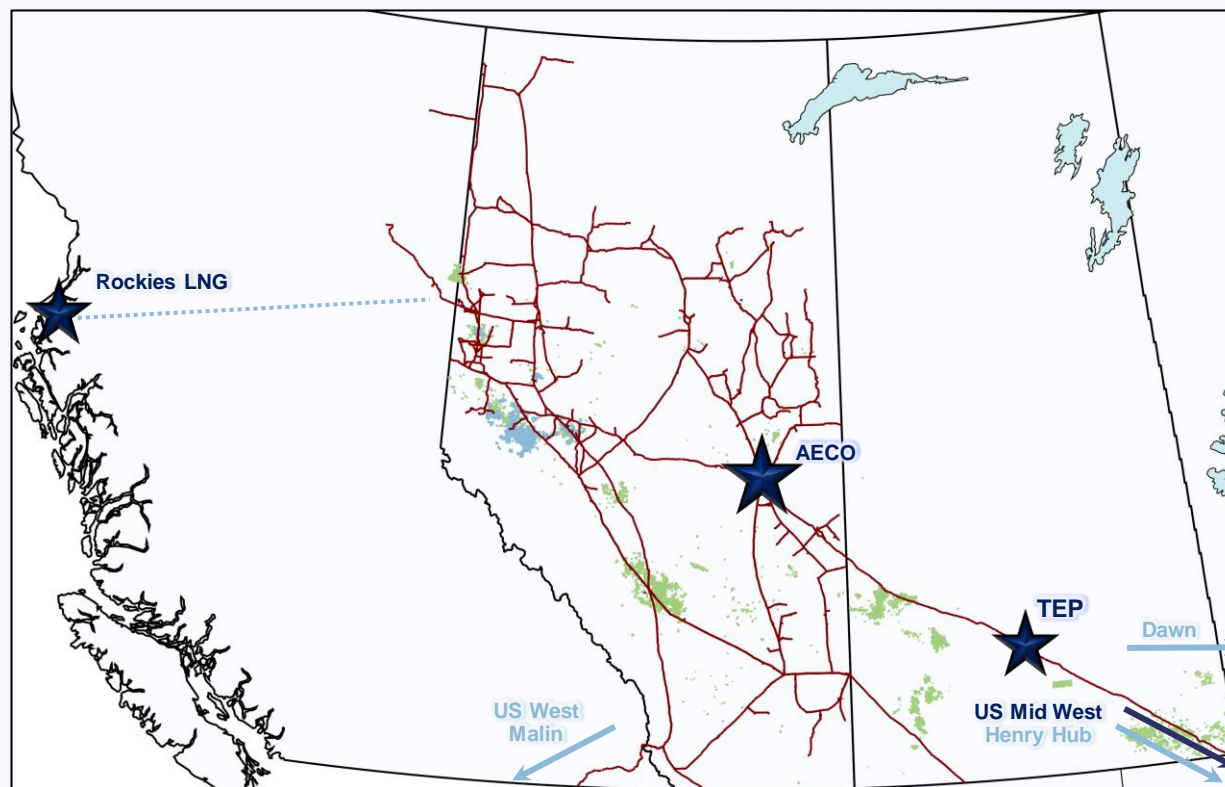 Rockies LNG
AECO
TEP
Dawn
US West
Malin
US Mid West
Henry Hub